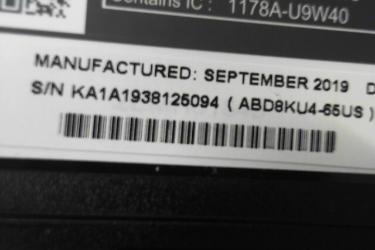 Contains IC : 1178A-U9W40
MANUFACTURED: SEPTEMBER 2019 D
S/N KA1A1938125094 ( ABD8KU4-65US )